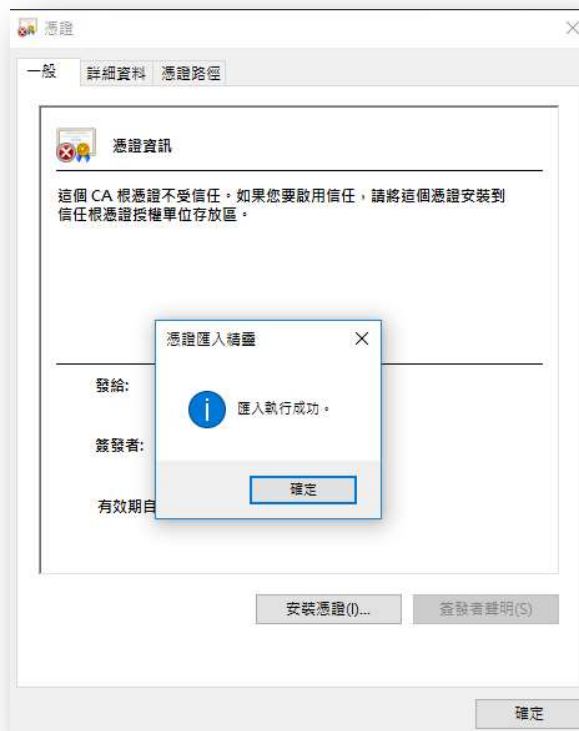 憑證
一般 詳細資料 憑證路徑
憑證資訊
這個 CA 根憑證不受信任。如果您要啟用信任，請將這個憑證安裝到
信任根憑證授權單位存放區。
憑證匯入精靈
匯入執行成功。
確定
發給:
簽發者:
有效期自
安裝憑證(I)...
簽發者聲明(S)
確定